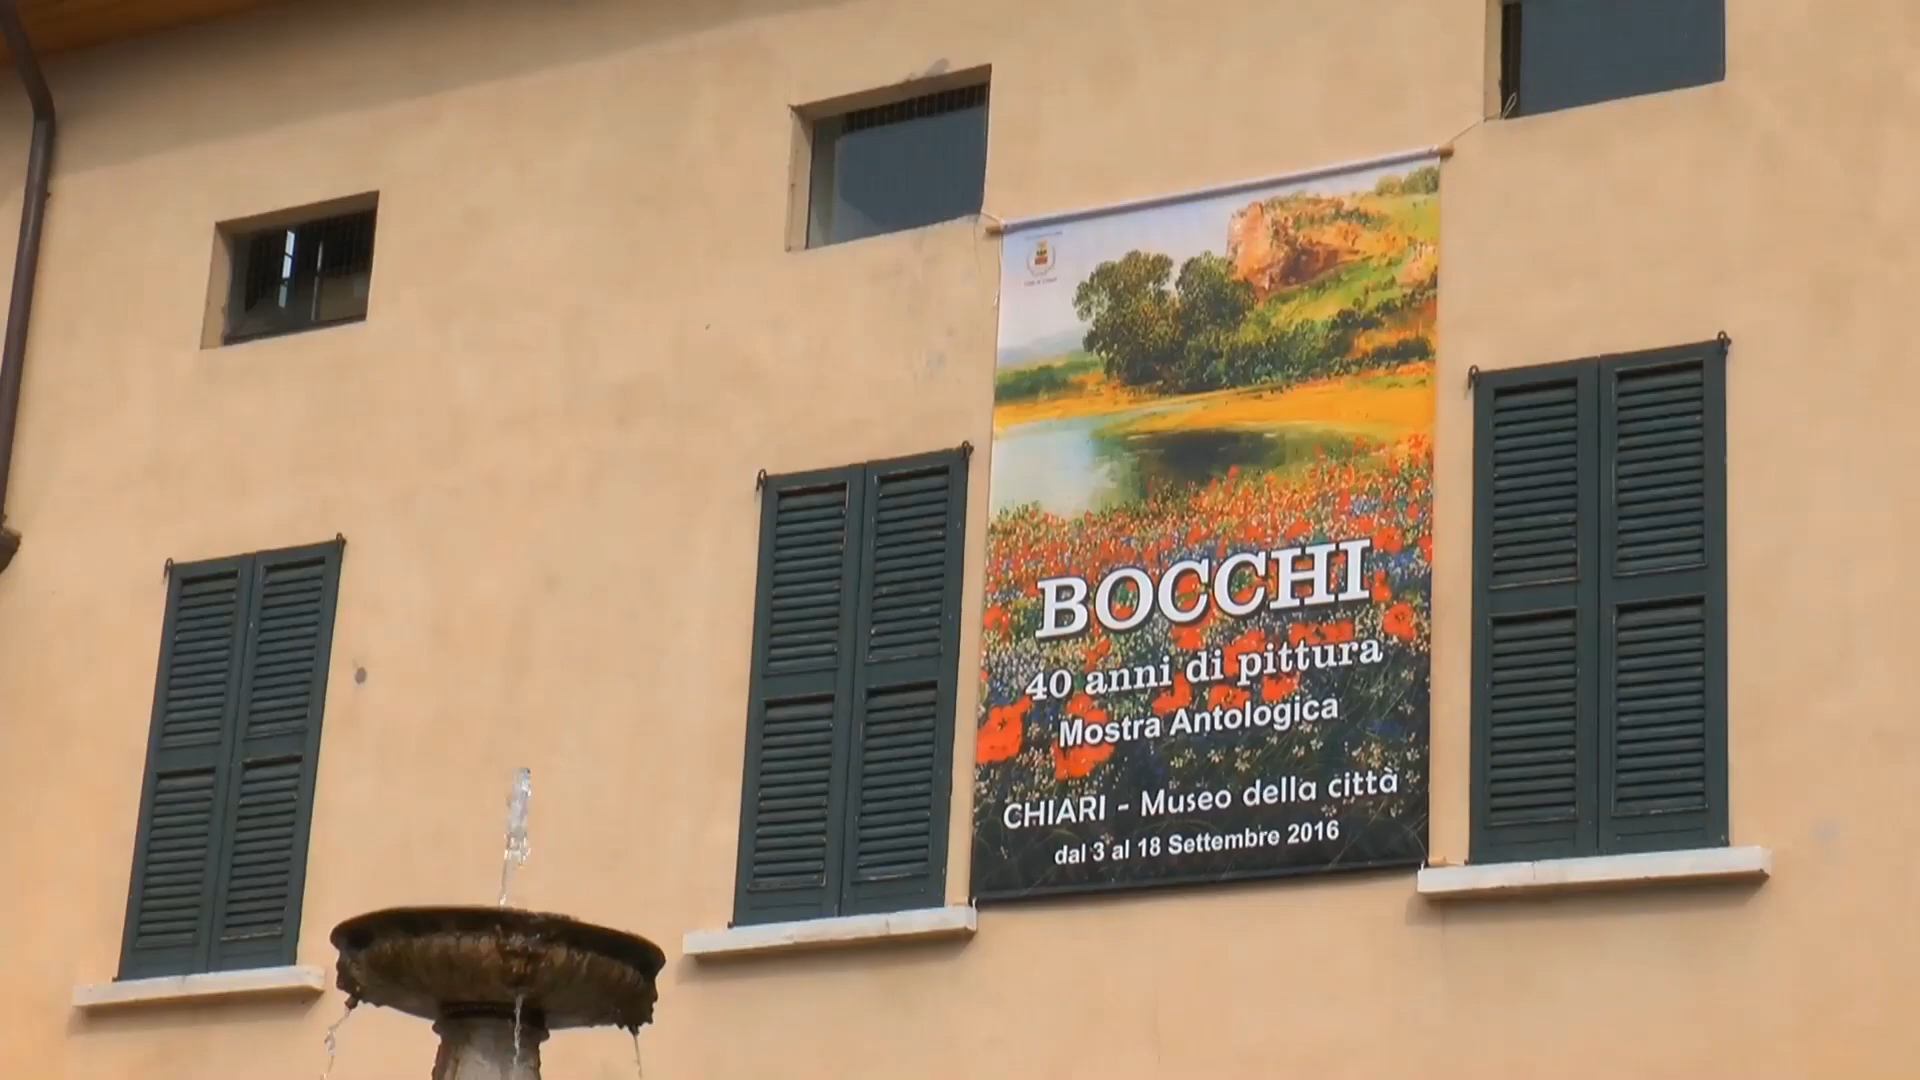 BOCCHI
40 anni di pittura
Mostra Antologica
CHIARI - Museo della città
dal 3 al 18 Settembre 2016